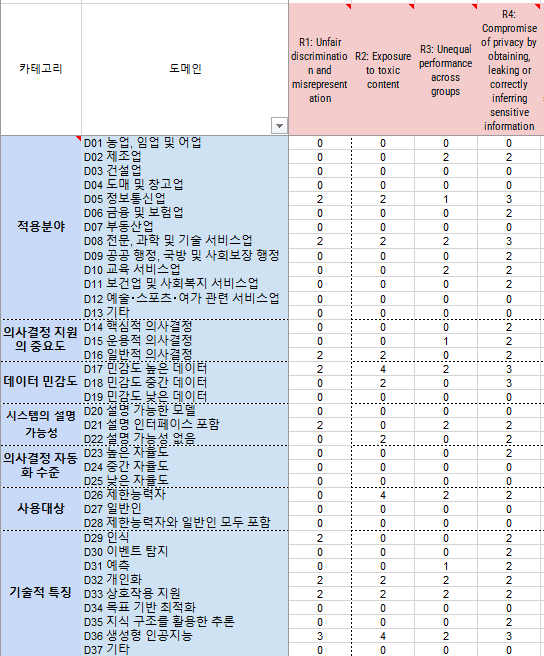 카테고리
도메인
R1: Unfair
discriminatio
n and
misrepresent
ation
R2: Exposure
to toxic
content
R3: Unequal
performance
across
groups
R4:
Compromise
of privacy by
obtaining,
leaking or
correctly
inferring
sensitive
information
적용분야
D01 농업, 임업 및 어업 0 0 0 0
D02 제조업 0 0 2 2
D03 건설업 0 0 0 0
D04 도매 및 창고업 0 0 0 0
D05 정보통신업 2 2 1 3
D06 금융 및 보험업 0 0 0 2
D07 부동산업 0 0 0 0
D08 전문, 과학 및 기술 서비스업 2 2 2 3
D09 공공 행정, 국방 및 사회보장 행정 0 0 0 2
D10 교육 서비스업 0 0 2 2
D11 보건업 및 사회복지 서비스업 0 0 0 2
D12 예술·스포츠·여가 관련 서비스업 0 0 0 0
D13 기타 0 0 0 0
의사결정 지원
의 중요도
D14 핵심적 의사결정 0 0 0 2
D15 운용적 의사결정 0 0 1 2
D16 일반적 의사결정 2 2 0 2
데이터 민감도
D17 민감도 높은 데이터 2 4 2 3
D18 민감도 중간 데이터 0 2 0 3
D19 민감도 낮은 데이터 0 0 0 0
시스템의 설명
가능성
D20 설명 가능한 모델 0 0 0 0
D21 설명 인터페이스 포함 2 0 2 2
D22 설명 가능성 없음 0 2 0 2
의사결정 자동
화 수준
D23 높은 자율도 0 0 0 2
D24 중간 자율도 0 0 0 0
D25 낮은 자율도 0 0 0 0
사용대상
D26 제한능력자 0 4 2 2
D27 일반인 0 0 0 0
D28 제한능력자와 일반인 모두 포함 0 0 0 0
기술적 특징
D29 인식 2 0 0 2
D30 이벤트 탐지 0 0 0 2
D31 예측 0 0 1 2
D32 개인화 2 2 2 2
D33 상호작용 지원 2 2 2 2
D34 목표 기반 최적화 0 0 0 0
D35 지식 구조를 활용한 추론 0 0 0 2
D36 생성형 인공지능 3 4 2 3
D37 기타 0 0 0 0